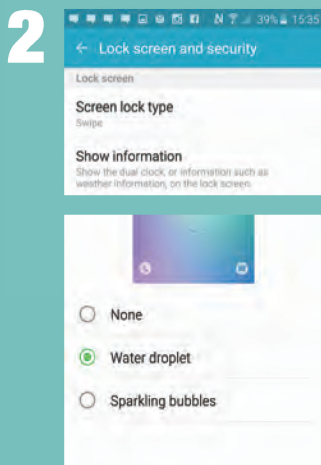 2
N 39% 15:35
Lock screen and security
Lock screen
Screen lock type
Swipe
Show information
Show the dual clock, or information such as
weather information, on the lock screen.
None
Water droplet
Sparkling bubbles